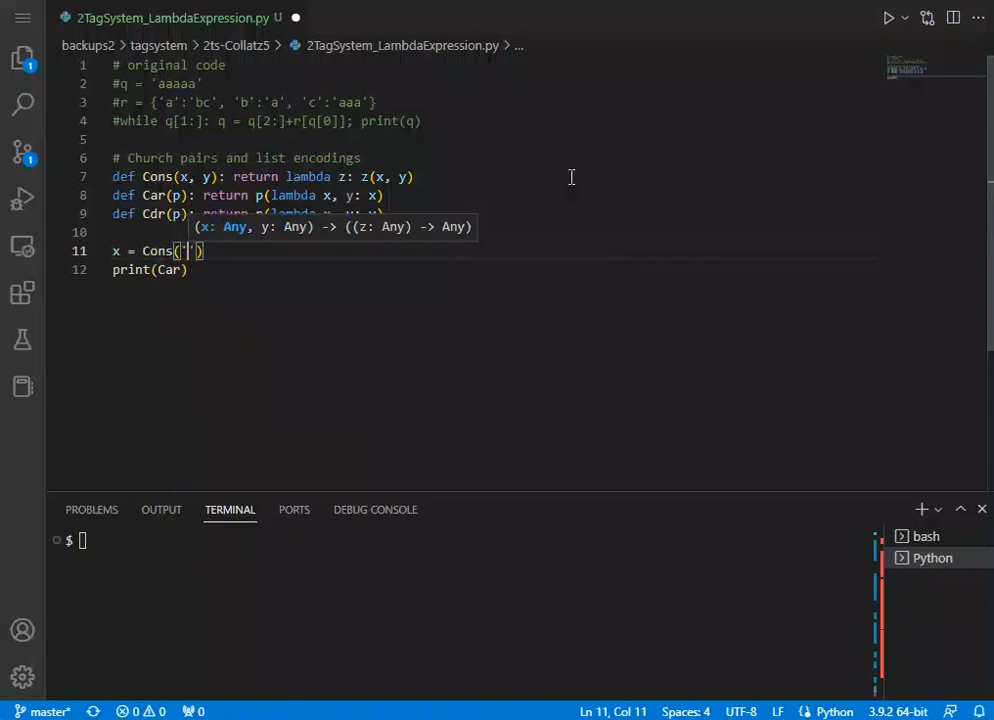 2TagSystem_LambdaExpression.py U
backups2 > tagsystem > 2ts-Collatz5 > 2TagSystem_LambdaExpression.py > ...
1 # original code
2 #q = 'aaaaa'
3 #r = {'a':'bc', 'b':'a', 'c':'aaa'}
4 #while q[1:]: q = q[2:]+r[q[0]]; print(q)
5
6 # Church pairs and list encodings
7 def Cons(x, y): return lambda z: z(x, y)
8 def Car(p): return p(lambda x, y: x)
9 def Cdr(p): return p(lambda x, y: y)
(x: Any, y: Any) -> ((z: Any) -> Any)
10
11 x = Cons('')
12 print(Car)
1
1
PROBLEMS OUTPUT TERMINAL PORTS DEBUG CONSOLE
$
bash
Python
master* 0 0 0 Ln 11, Col 11 Spaces: 4 UTF-8 LF Python 3.9.2 64-bit